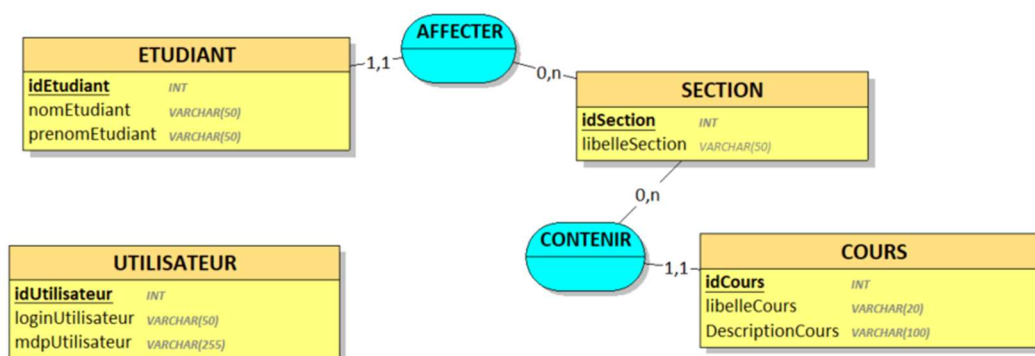 AFFECTER
ETUDIANT
1,1
0,n
idEtudiant INT
nomEtudiant VARCHAR(50)
prenomEtudiant VARCHAR(50)
SECTION
idSection INT
libelleSection VARCHAR(50)
0,n
CONTENIR
1,1
UTILISATEUR
idUtilisateur INT
loginUtilisateur VARCHAR(50)
mdpUtilisateur VARCHAR(255)
COURS
idCours INT
libelleCours VARCHAR(20)
DescriptionCours VARCHAR(100)